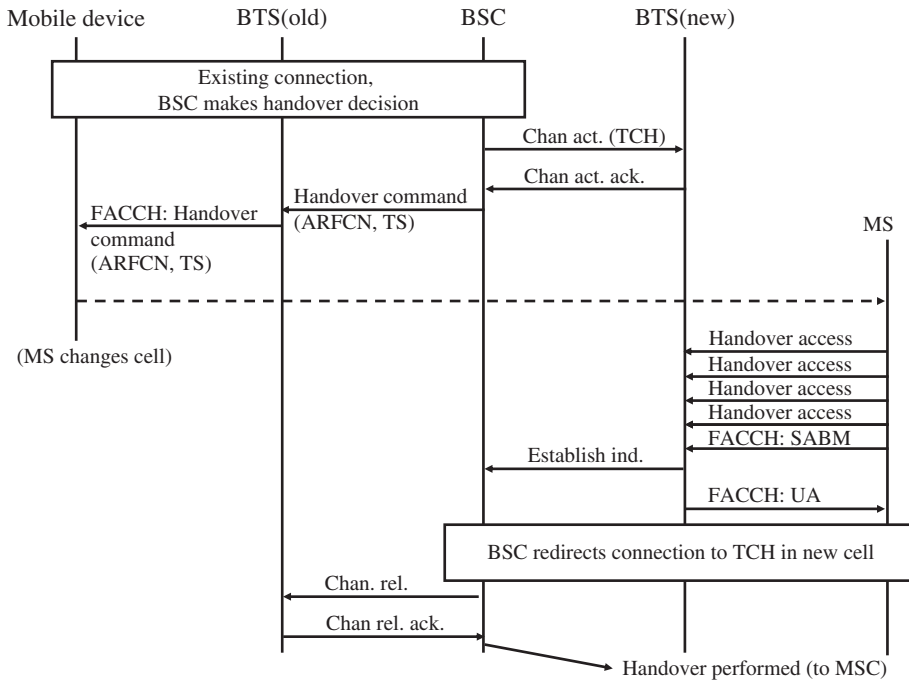 Mobile device
BTS(old)
BSC
BTS(new)
Existing connection,
BSC makes handover decision
Chan act. (TCH)
Chan act. ack.
Handover command
(ARFCN, TS)
FACCH: Handover
command
(ARFCN, TS)
MS
(MS changes cell)
Handover access
Handover access
Handover access
Handover access
FACCH: SABM
Establish ind.
FACCH: UA
BSC redirects connection to TCH in new cell
Chan. rel.
Chan rel. ack.
Handover performed (to MSC)